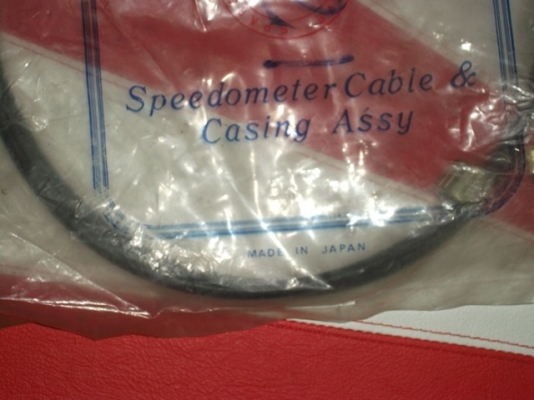 Speedometer Cable &
Casing Assy
MADE IN JAPAN